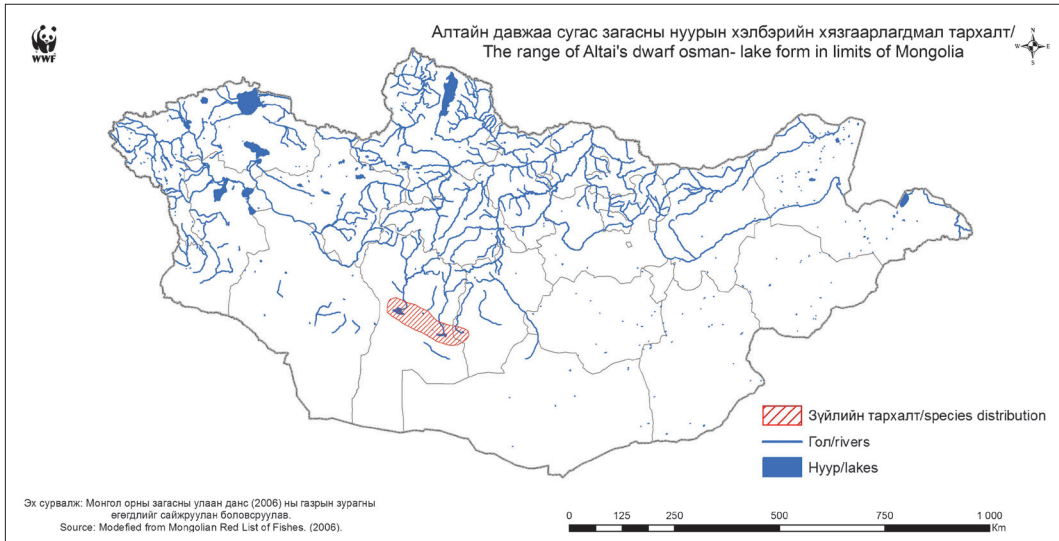 Алтайн давжаа сугас загасны нуурын хэлбэрийн хязгаарлагдмал тархалт/
The range of Altai's dwarf osman- lake form in limits of Mongolia
N
W
E
S
WWF
Зүйлийн тархалт/species distribution
Гол/rivers
Нуур/lakes
Эх сурвалж: Монгол орны загасны улаан данс (2006) ны газрын зурагны
өгөгдлийг сайжруулан боловсруулав.
Source: Modefied from Mongolian Red List of Fishes. (2006).
0 125 250 500 750 1 000
Km